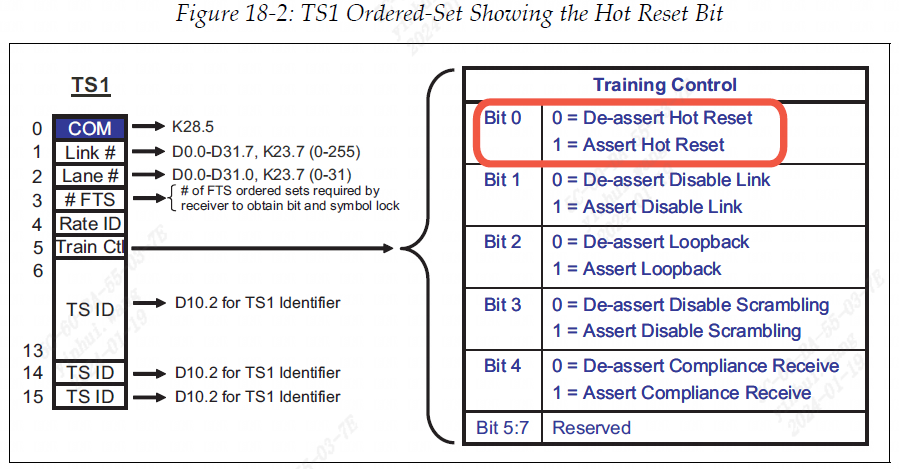 Figure 18-2: TS1 Ordered-Set Showing the Hot Reset Bit
TS1
0 COM K28.5
1 Link # D0.0-D31.7, K23.7 (0-255)
2 Lane # D0.0-D31.0, K23.7 (0-31)
3 # FTS # of FTS ordered sets required by
receiver to obtain bit and symbol lock
4 Rate ID
5 Train Ctl
6
TS ID D10.2 for TS1 Identifier
13
14 TS ID D10.2 for TS1 Identifier
15 TS ID D10.2 for TS1 Identifier
Training Control
Bit 0 0 = De-assert Hot Reset
1 = Assert Hot Reset
Bit 1 0 = De-assert Disable Link
1 = Assert Disable Link
Bit 2 0 = De-assert Loopback
1 = Assert Loopback
Bit 3 0 = De-assert Disable Scrambling
1 = Assert Disable Scrambling
Bit 4 0 = De-assert Compliance Receive
1 = Assert Compliance Receive
Bit 5:7 Reserved